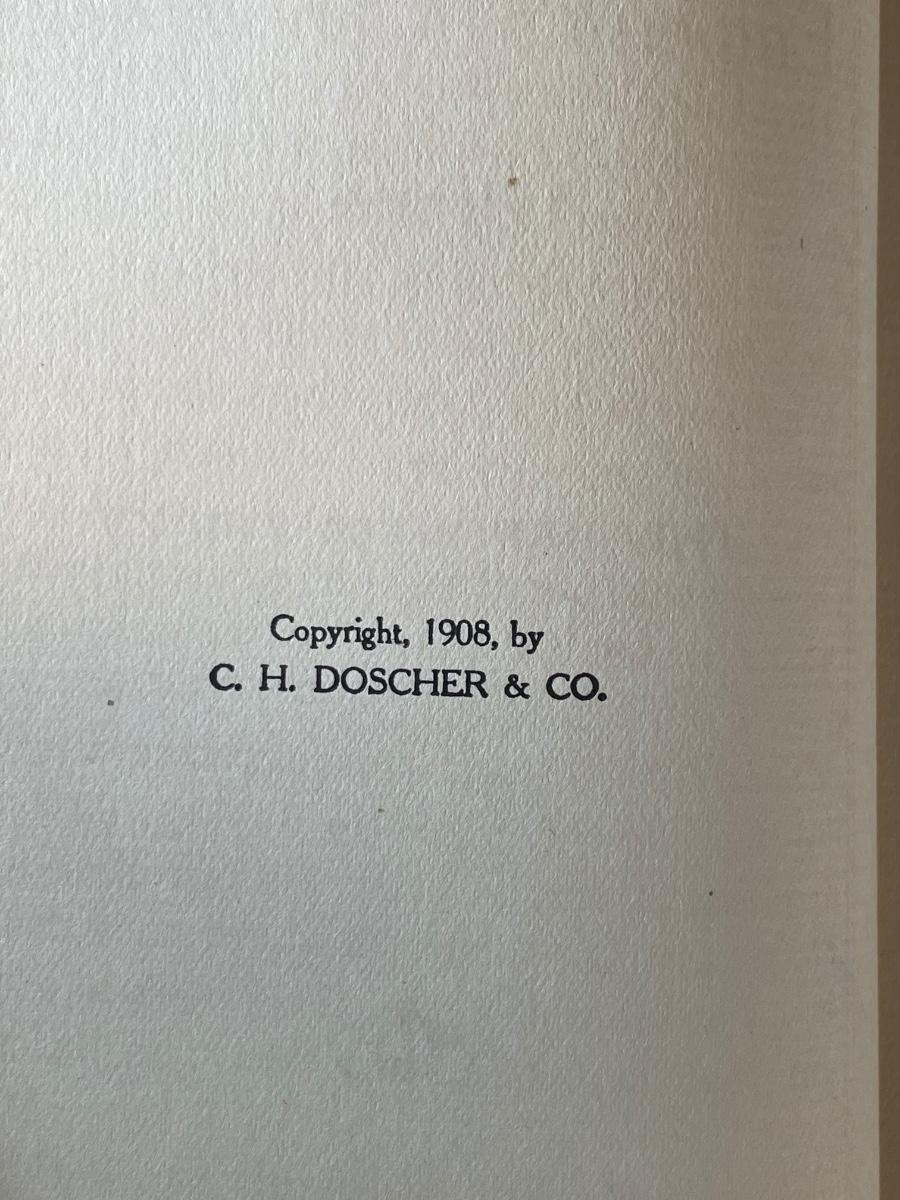 Copyright, 1908, by
C. H. DOSCHER & CO.